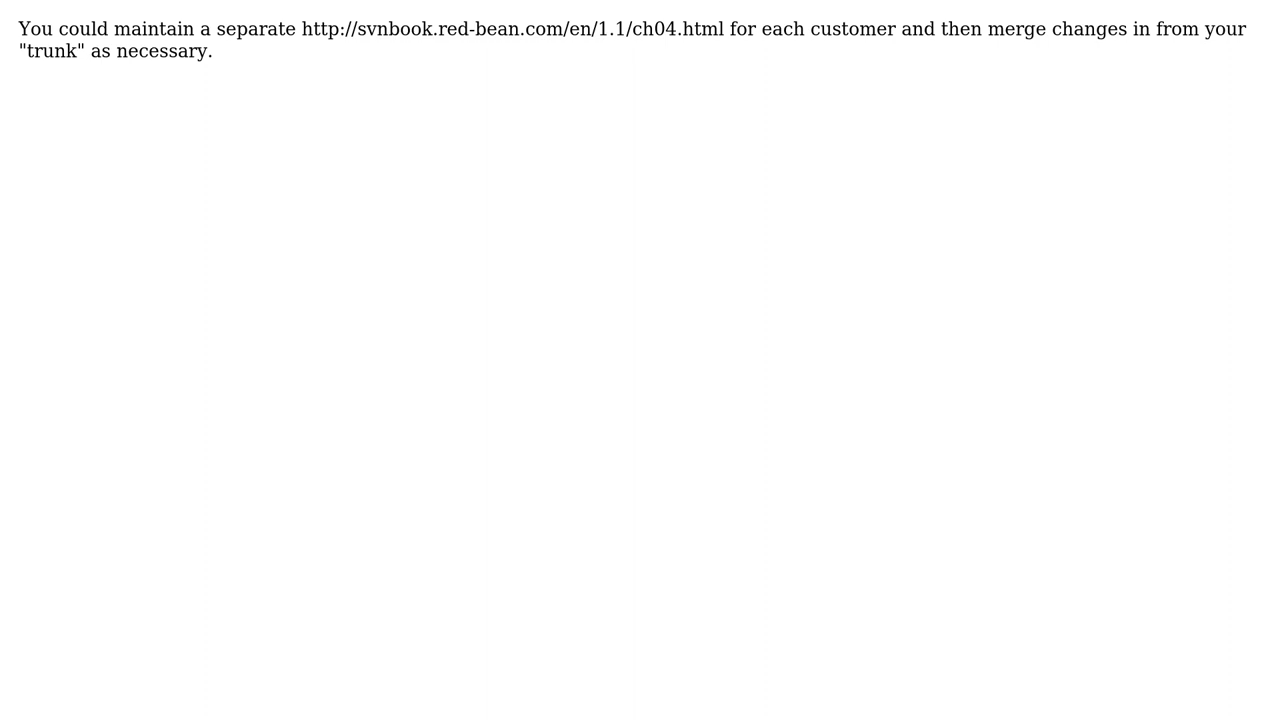 You could maintain a separate http://svnbook.red-bean.com/en/1.1/ch04.html for each customer and then merge changes in from your
"trunk" as necessary.